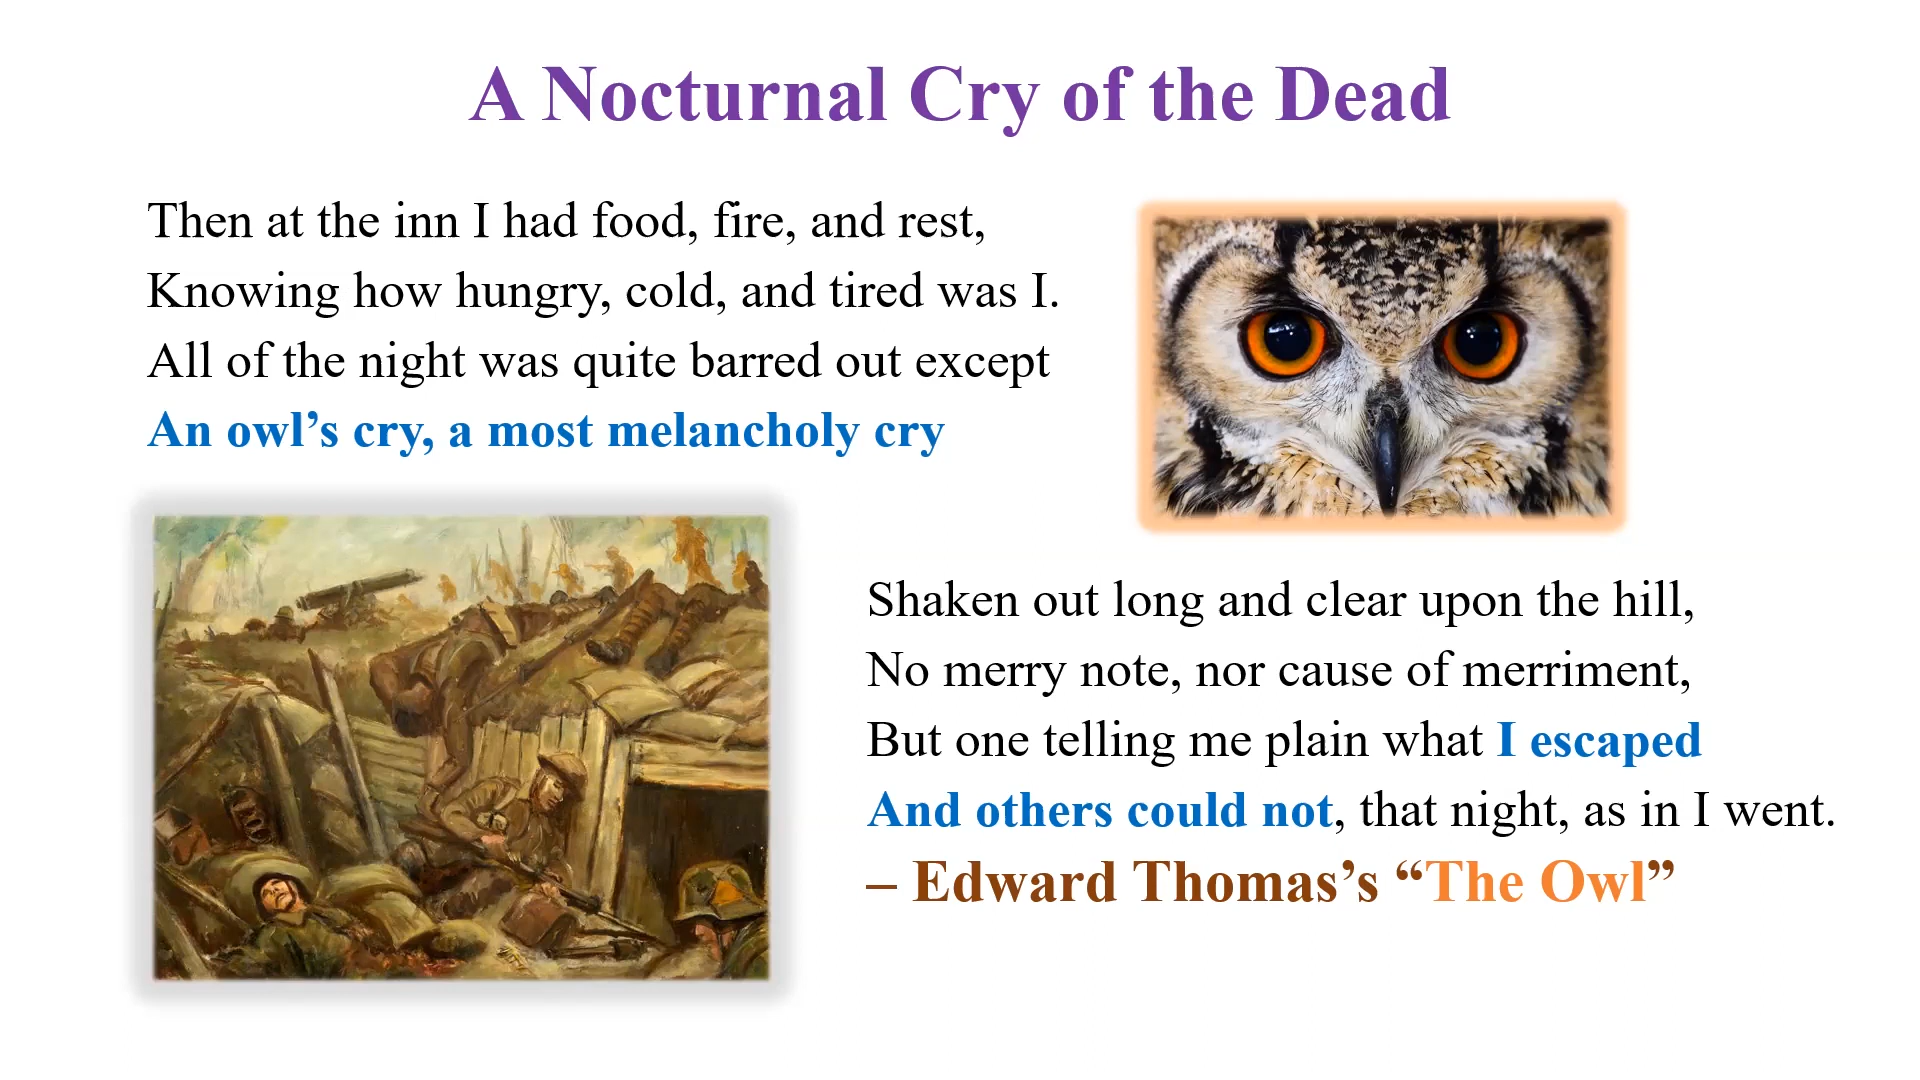 A Nocturnal Cry of the Dead
Then at the inn I had food, fire, and rest,
Knowing how hungry, cold, and tired was I.
All of the night was quite barred out except
An owl’s cry, a most melancholy cry
Shaken out long and clear upon the hill,
No merry note, nor cause of merriment,
But one telling me plain what I escaped
And others could not, that night, as in I went.
– Edward Thomas’s “The Owl”